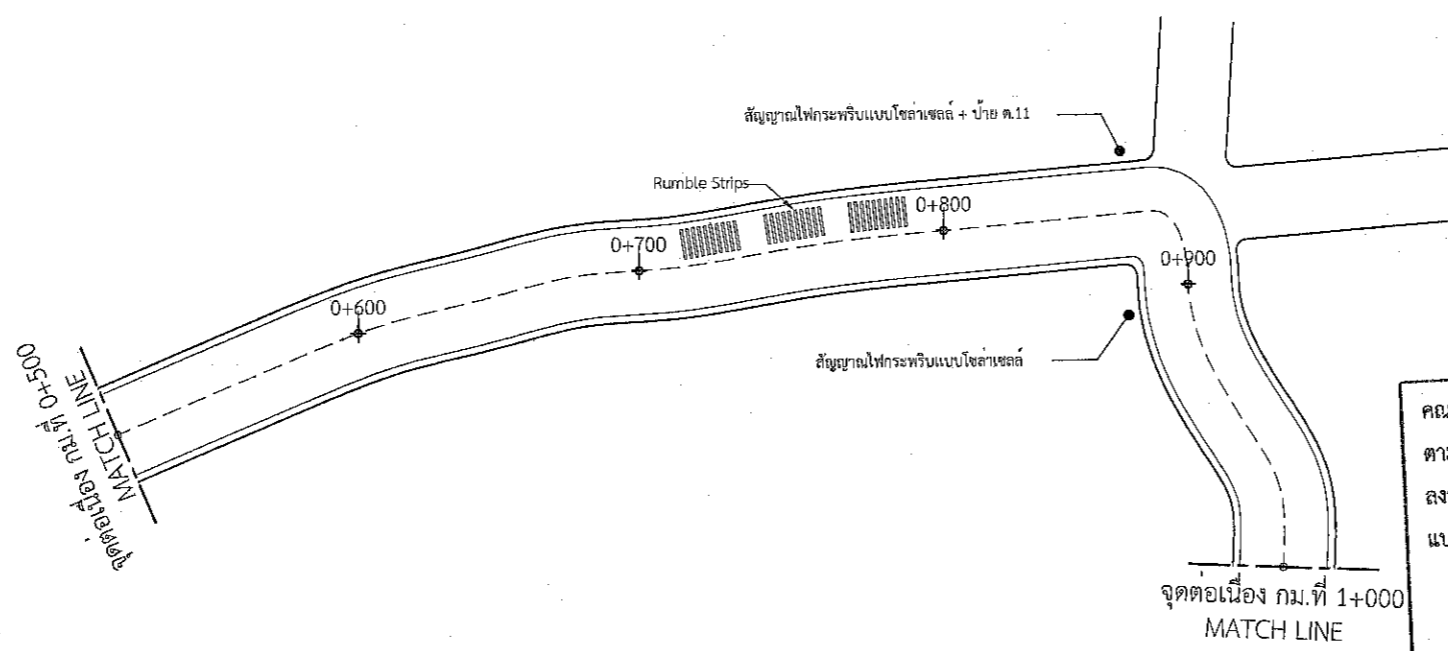 สัญญาณไฟกระพริบแบบโซล่าเซลล์ + ป้าย ต.11
Rumble Strips
0+800
0+700
0+900
0+600
สัญญาณไฟกระพริบแบบโซล่าเซลล์
จุดต่อเนื่อง กม.ที่ 0+500
MATCH LINE
จุดต่อเนื่อง กม.ที่ 1+000
MATCH LINE